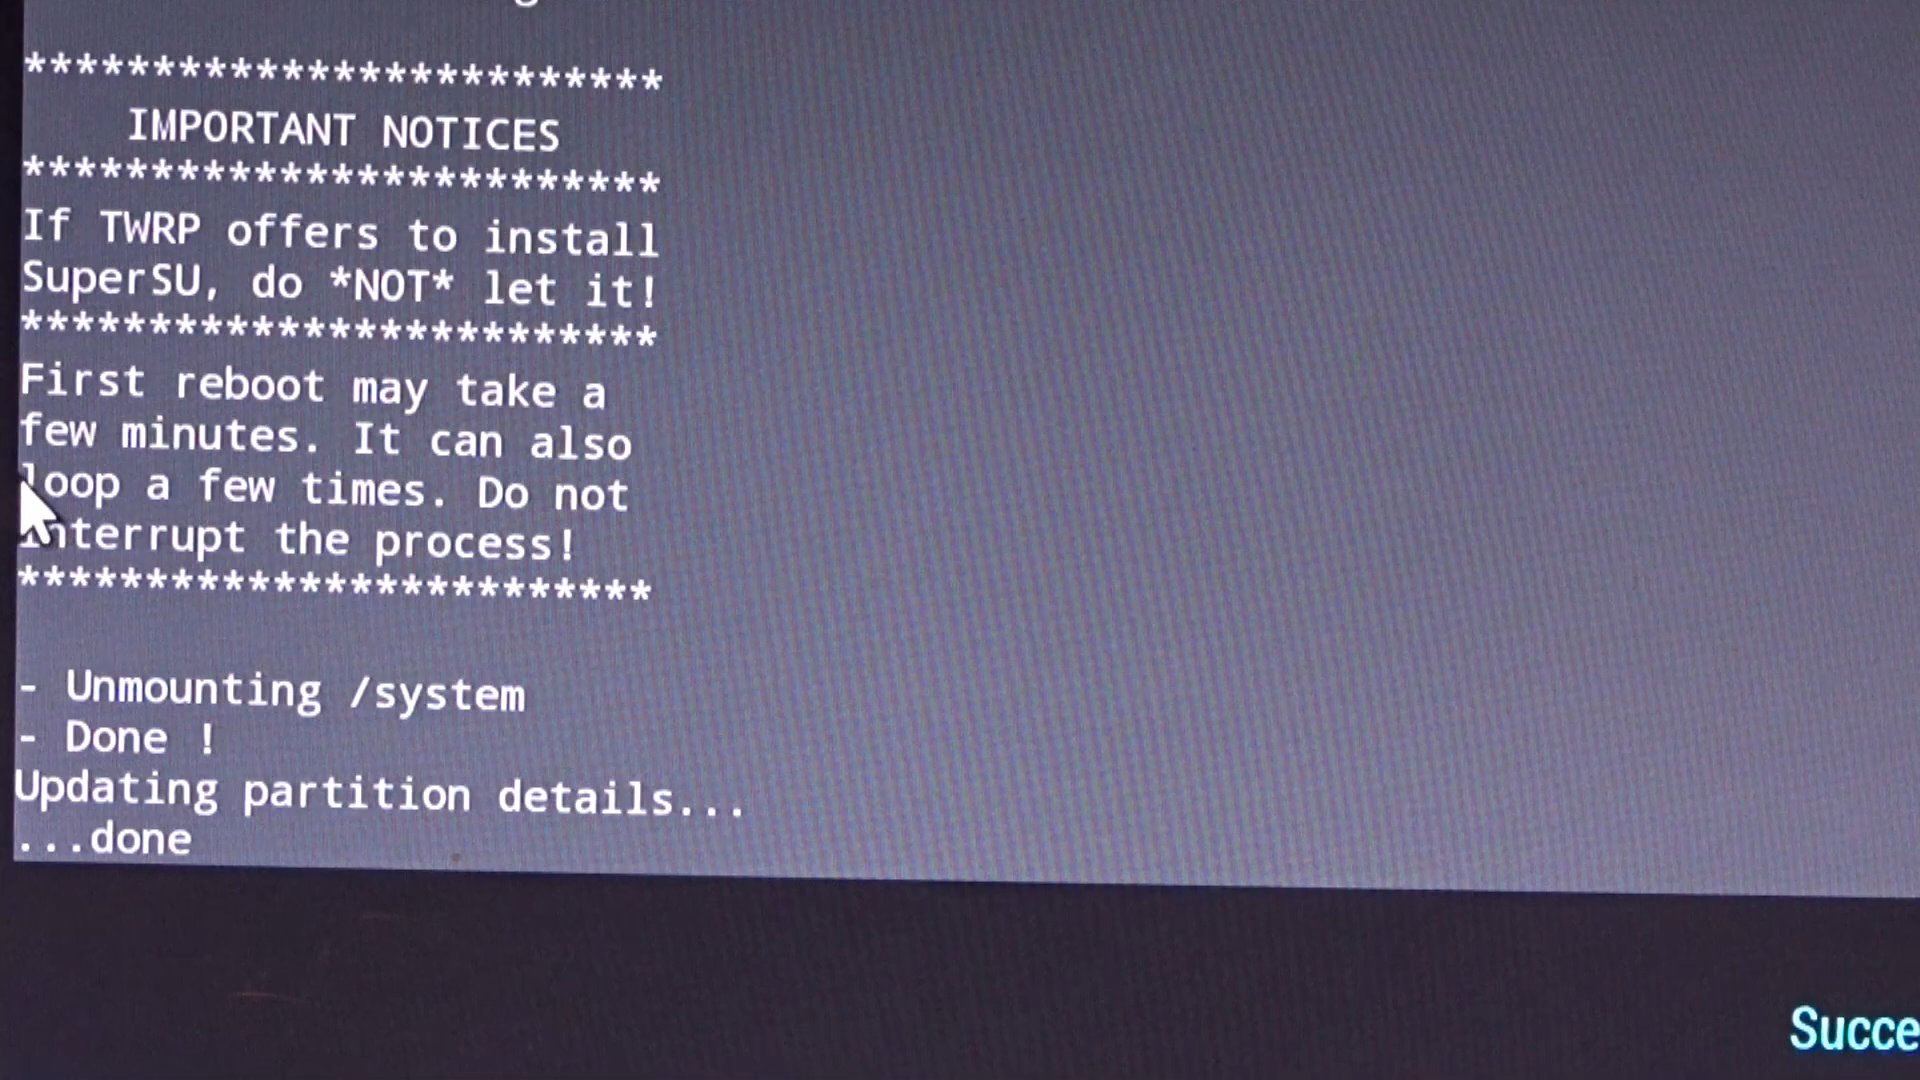 *************************
IMPORTANT NOTICES
*************************
If TWRP offers to install
SuperSU, do *NOT* let it!
*************************
First reboot may take a
few minutes. It can also
loop a few times. Do not
interrupt the process!
*************************
- Unmounting /system
- Done !
Updating partition details...
...done
Succe